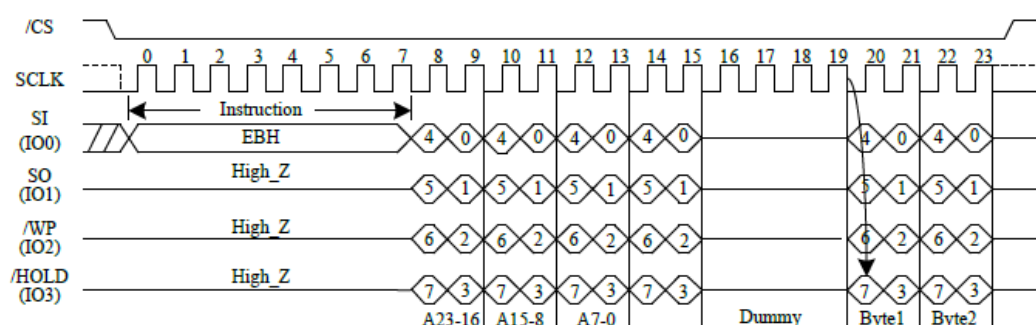 /CS
0 1 2 3 4 5 6 7 8 9 10 11 12 13 14 15 16 17 18 19 20 21 22 23
SCLK
Instruction
SI
(IO0)
EBH
4 0 4 0 4 0 4 0 4 0 4 0
SO
(IO1)
High_Z
5 1 5 1 5 1 5 1 5 1 5 1
/WP
(IO2)
High_Z
6 2 6 2 6 2 6 2 6 2 6 2
/HOLD
(IO3)
High_Z
7 3 7 3 7 3 7 3 7 3 7 3
A23-16 A15-8 A7-0 Dummy Byte1 Byte2